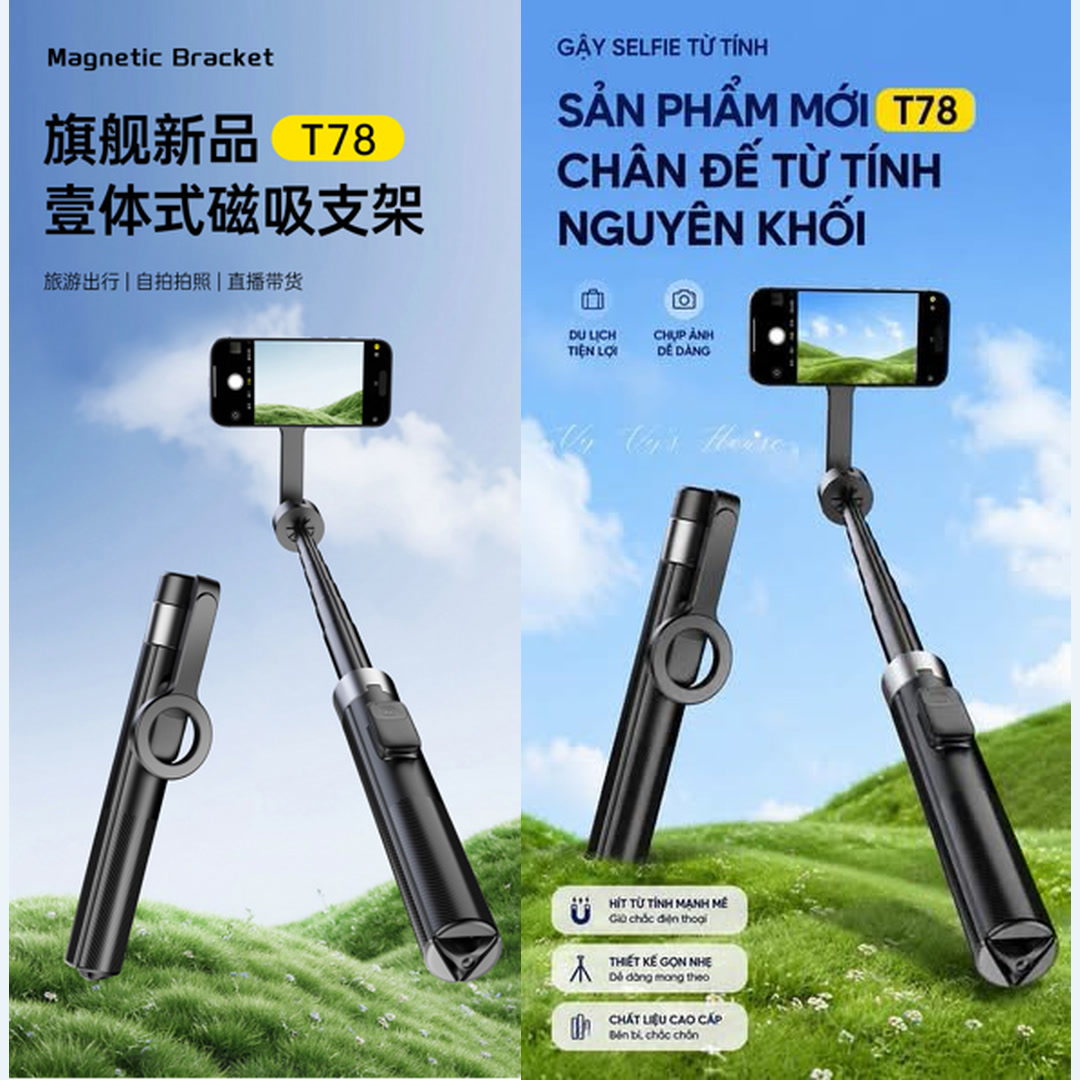 Magnetic Bracket
旗舰新品 T78
壹体式磁吸支架
旅游出行 | 自拍拍照 | 直播带货
GẬY SELFIE TỪ TÍNH
SẢN PHẨM MỚI T78
CHÂN ĐẾ TỪ TÍNH
NGUYÊN KHỐI
DU LỊCH
TIỆN LỢI
CHỤP ẢNH
DỄ DÀNG
Vy Vy's House
HÍT TỪ TÍNH MẠNH MẼ
Giữ chắc điện thoại
THIẾT KẾ GỌN NHẸ
Dễ dàng mang theo
CHẤT LIỆU CAO CẤP
Bền bỉ, chắc chắn